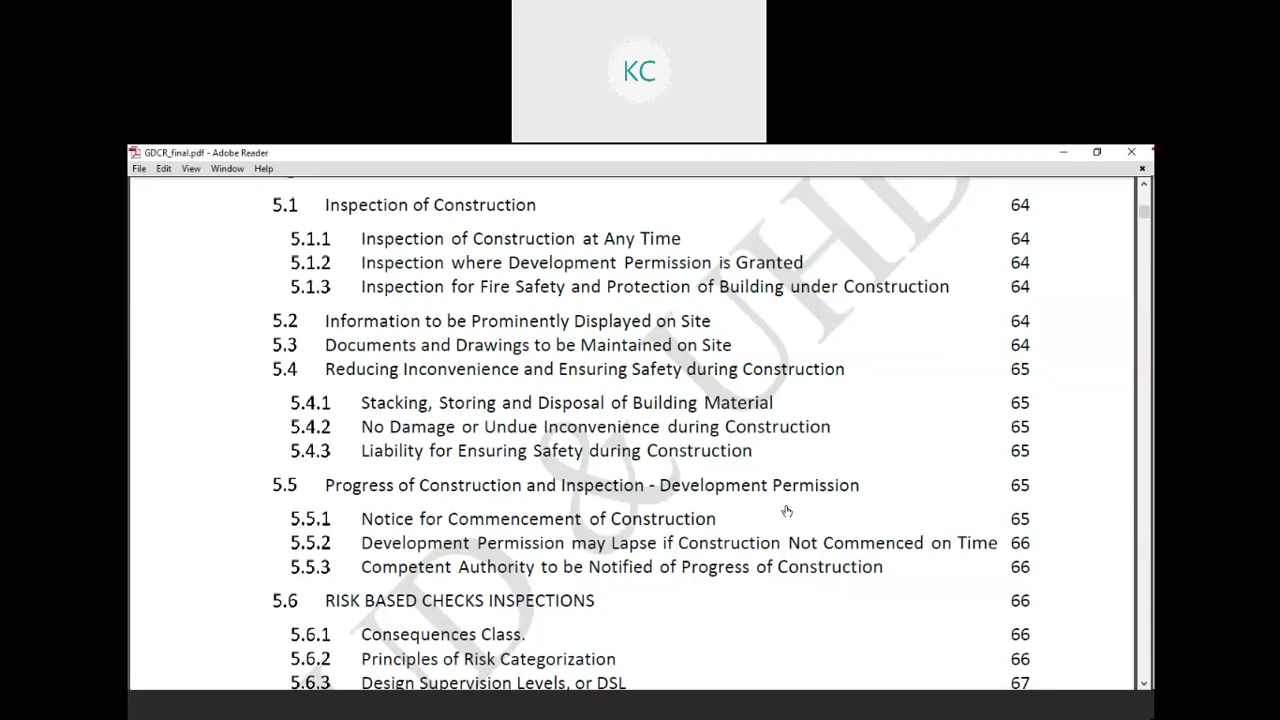 KC
GDCR_final.pdf - Adobe Reader
File Edit View Window Help
5.1 Inspection of Construction 64
5.1.1 Inspection of Construction at Any Time 64
5.1.2 Inspection where Development Permission is Granted 64
5.1.3 Inspection for Fire Safety and Protection of Building under Construction 64
5.2 Information to be Prominently Displayed on Site 64
5.3 Documents and Drawings to be Maintained on Site 64
5.4 Reducing Inconvenience and Ensuring Safety during Construction 65
5.4.1 Stacking, Storing and Disposal of Building Material 65
5.4.2 No Damage or Undue Inconvenience during Construction 65
5.4.3 Liability for Ensuring Safety during Construction 65
5.5 Progress of Construction and Inspection - Development Permission 65
5.5.1 Notice for Commencement of Construction 65
5.5.2 Development Permission may Lapse if Construction Not Commenced on Time 66
5.5.3 Competent Authority to be Notified of Progress of Construction 66
5.6 RISK BASED CHECKS INSPECTIONS 66
5.6.1 Consequences Class. 66
5.6.2 Principles of Risk Categorization 66
5.6.3 Design Supervision Levels, or DSL 67